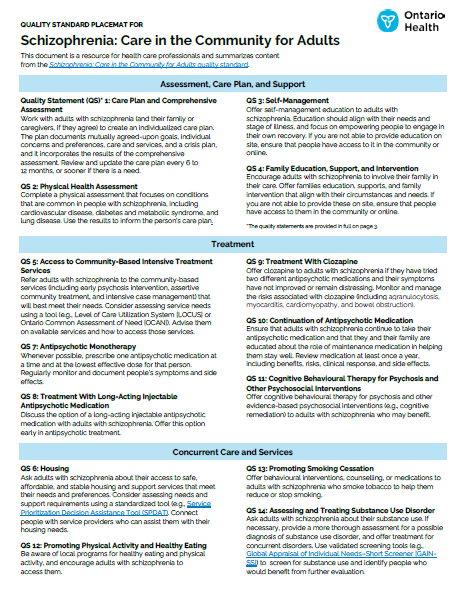 QUALITY STANDARD PLACEMAT FOR
Schizophrenia: Care in the Community for Adults
This document is a resource for health care professionals and summarizes content
from the Schizophrenia: Care in the Community for Adults quality standard.
Ontario
Health
Assessment, Care Plan, and Support
Quality Statement (QS)* 1: Care Plan and Comprehensive
Assessment
Work with adults with schizophrenia (and their family or
caregivers, if they agree) to create an individualized care plan.
The plan documents mutually agreed-upon goals, individual
concerns and preferences, care and services, and a crisis plan,
and it incorporates the results of the comprehensive
assessment. Review and update the care plan every 6 to
12 months, or sooner if there is a need.
QS 2: Physical Health Assessment
Complete a physical assessment that focuses on conditions
that are common in people with schizophrenia, including
cardiovascular disease, diabetes and metabolic syndrome, and
lung disease. Use the results to inform the person's care plan.
QS 3: Self-Management
Offer self-management education to adults with
schizophrenia. Education should align with their needs and
stage of illness, and focus on empowering people to engage in
their own recovery. If you are not able to provide education on
site, ensure that people have access to it in the community or
online.
QS 4: Family Education, Support, and Intervention
Encourage adults with schizophrenia to involve their family in
their care. Offer families education, supports, and family
intervention that align with their circumstances and needs. If
you are not able to provide these on site, ensure that people
have access to them in the community or online.
*The quality statements are provided in full on page 3
Treatment
QS 5: Access to Community-Based Intensive Treatment
Services
Refer adults with schizophrenia to the community-based
services (including early psychosis intervention, assertive
community treatment, and intensive case management) that
will best meet their needs. Consider assessing service needs
using a tool (e.g., Level of Care Utilization System [LOCUS] or
Ontario Common Assessment of Need [OCAN]). Advise them
on available services and how to access those services.
QS 7: Antipsychotic Monotherapy
Whenever possible, prescribe one antipsychotic medication at
a time and at the lowest effective dose for that person.
Regularly monitor and document people's symptoms and side
effects.
QS 8: Treatment With Long-Acting Injectable
Antipsychotic Medication
Discuss the option of a long-acting injectable antipsychotic
medication with adults with schizophrenia. Offer this option
early in antipsychotic treatment.
QS 9: Treatment With Clozapine
Offer clozapine to adults with schizophrenia if they have tried
two different antipsychotic medications and their symptoms
have not improved or remain distressing. Monitor and manage
the risks associated with clozapine (including agranulocytosis,
myocarditis, cardiomyopathy, and bowel obstruction).
QS 10: Continuation of Antipsychotic Medication
Ensure that adults with schizophrenia continue to take their
antipsychotic medication and that they and their family are
educated about the role of maintenance medication in helping
them stay well. Review medication at least once a year,
including benefits, risks, clinical response, and side effects.
QS 11: Cognitive Behavioural Therapy for Psychosis and
Other Psychosocial Interventions
Offer cognitive behavioural therapy for psychosis and other
evidence-based psychosocial interventions (e.g., cognitive
remediation) to adults with schizophrenia who may benefit.
Concurrent Care and Services
QS 6: Housing
Ask adults with schizophrenia about their access to safe,
affordable, and stable housing and support services that meet
their needs and preferences. Consider assessing needs and
support requirements using a standardized tool (e.g., Service
Prioritization Decision Assistance Tool [SPDAT]). Connect
people with service providers who can assist them with their
housing needs.
QS 12: Promoting Physical Activity and Healthy Eating
Be aware of local programs for healthy eating and physical
activity, and encourage adults with schizophrenia to
access them.
QS 13: Promoting Smoking Cessation
Offer behavioural interventions, counselling, or medications to
adults with schizophrenia who smoke tobacco to help them
reduce or stop smoking.
QS 14: Assessing and Treating Substance Use Disorder
Ask adults with schizophrenia about their substance use. If
necessary, provide a more thorough assessment for a possible
diagnosis of substance use disorder, and offer treatment for
concurrent disorders. Use validated screening tools (e.g.,
Global Appraisal of Individual Needs–Short Screener [GAIN-
SS]) to screen for substance use and identify people who
would benefit from further evaluation.